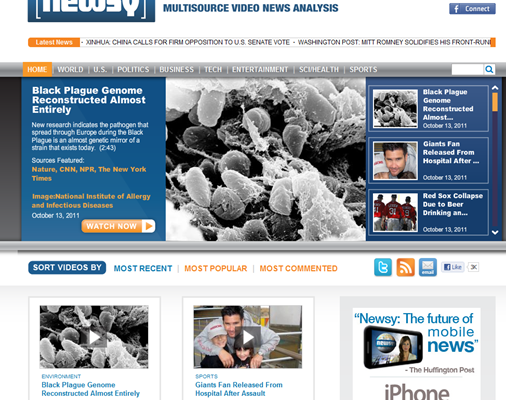 newsy
MULTISOURCE VIDEO NEWS ANALYSIS
f Connect
Latest News - XINHUA: CHINA CALLS FOR FIRM OPPOSITION TO U.S. SENATE VOTE - WASHINGTON POST: MITT ROMNEY SOLIDIFIES HIS FRONT-RUN
HOME WORLD U.S. POLITICS BUSINESS TECH ENTERTAINMENT SCI/HEALTH SPORTS
Black Plague Genome
Reconstructed Almost
Entirely
New research indicates the pathogen that
spread through Europe during the Black
Plague is an almost genetic mirror of a
strain that exists today. (2:43)
Sources Featured:
Nature, CNN, NPR, The New York
Times
Image:National Institute of Allergy
and Infectious Diseases
October 13, 2011
WATCH NOW
Black Plague
Genome
Reconstructed
Almost...
October 13, 2011
Giants Fan
Released From
Hospital After ...
October 13, 2011
Red Sox Collapse
Due to Beer
Drinking an...
October 13, 2011
SORT VIDEOS BY MOST RECENT | MOST POPULAR | MOST COMMENTED
email
Like 3K
ENVIRONMENT
Black Plague Genome
Reconstructed Almost Entirely
SPORTS
Giants Fan Released From
Hospital After Assault
“Newsy: The future of
mobile
news”
- The Huffington Post
iPhone